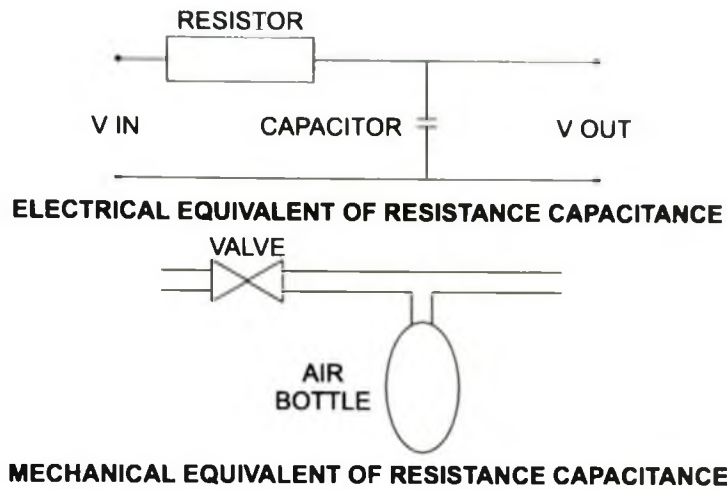 RESISTOR
V IN
CAPACITOR
V OUT
ELECTRICAL EQUIVALENT OF RESISTANCE CAPACITANCE
VALVE
AIR
BOTTLE
MECHANICAL EQUIVALENT OF RESISTANCE CAPACITANCE